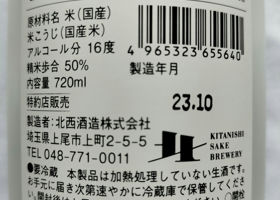 原材料名 米(国産)
米こうじ(国産米)
アルコール分 16度
精米歩合 50%
内容量 720ml
特約店販売
製造者:北西酒造株式会社
埼玉県上尾市上町2-5-5
TEL 048-771-0011
4 965323 655640
製造年月
23.10
KITANISHI
SAKE
BREWERY
●要冷蔵 本製品は加熱処理していない生酒です。
お手元に届き次第速やかに冷蔵庫で保管してください。